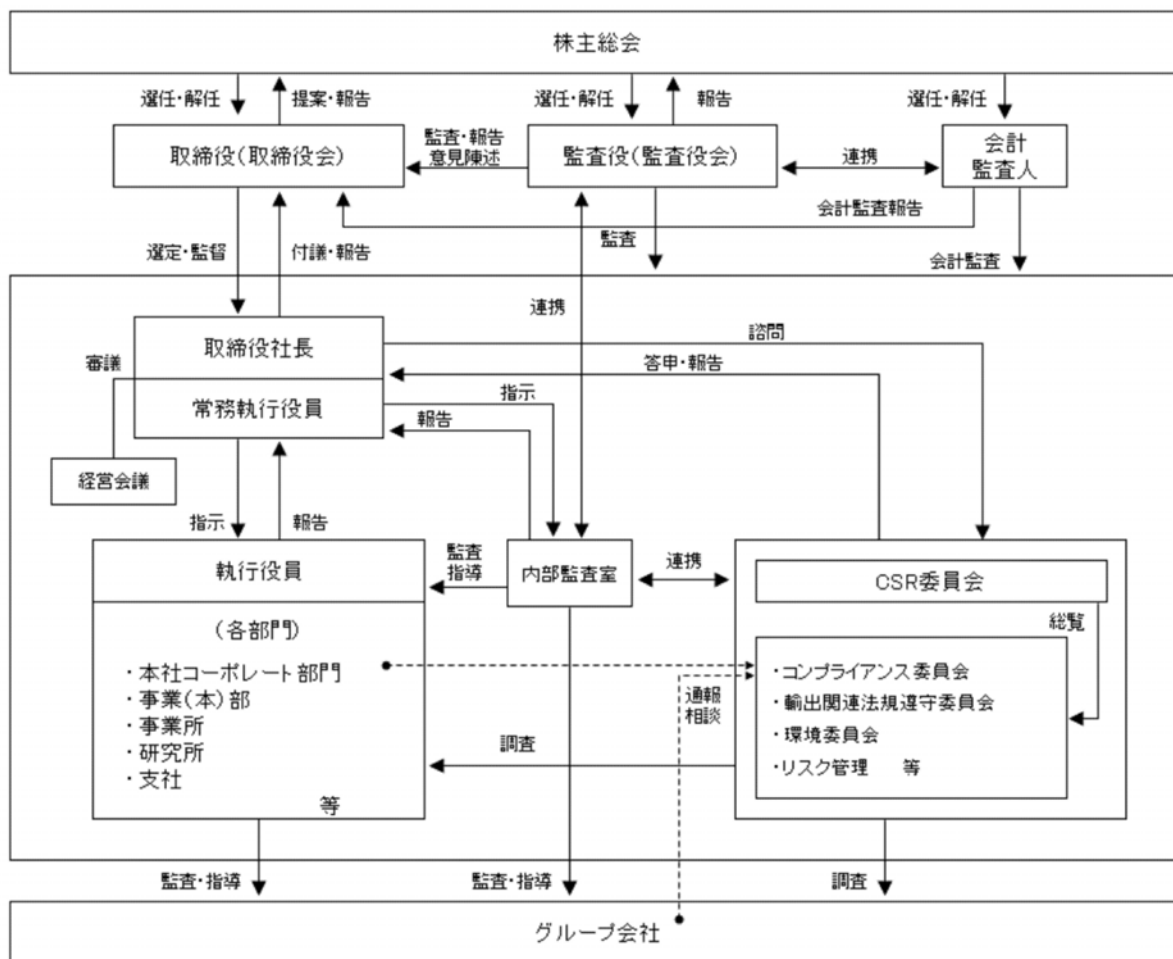 株主総会
選任・解任
提案・報告
選任・解任
報告
選任・解任
取締役(取締役会)
監査・報告
意見陳述
監査役(監査役会)
連携
会計
監査人
会計監査報告
選定・監督
付議・報告
監査
会計監査
連携
取締役社長
諮問
審議
答申・報告
常務執行役員
指示
報告
経営会議
指示
報告
執行役員
監査
指導
内部監査室
連携
CSR委員会
総覧
(各部門)
・本社コーポレート部門
・事業(本)部
・事業所
・研究所
・支社
等
通報
相談
・コンプライアンス委員会
・輸出関連法規遵守委員会
・環境委員会
・リスク管理 等
調査
監査・指導
監査・指導
調査
グループ会社